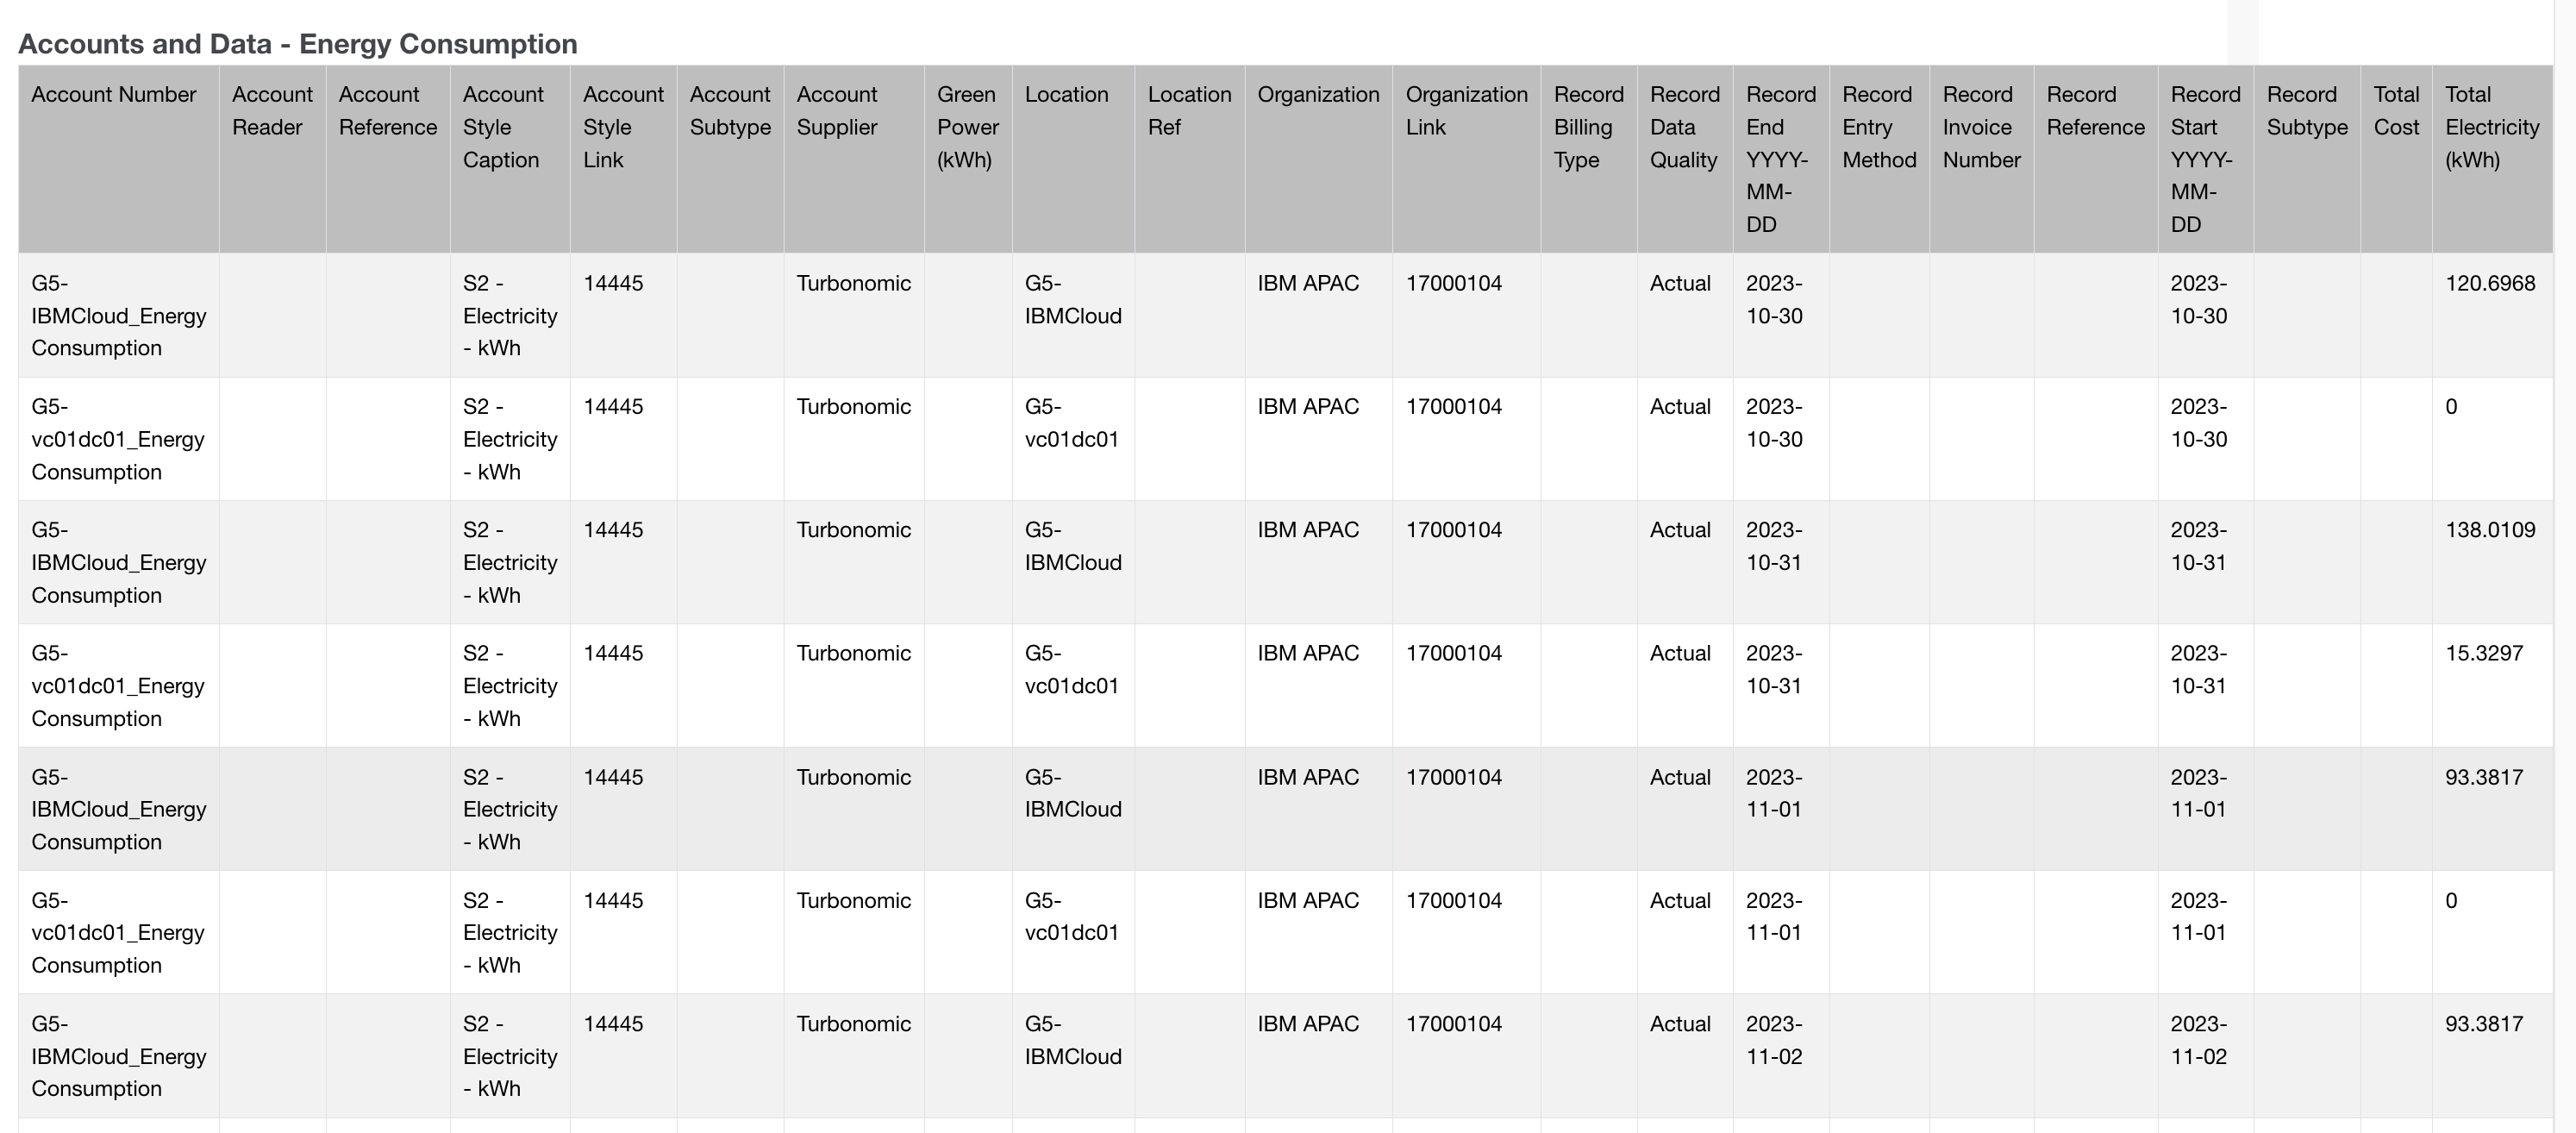 Accounts and Data - Energy Consumption
Account Number Account Reader Account Reference Account Style Caption Account Style Link Account Subtype Account Supplier Green Power (kWh) Location Location Ref Organization Organization Link Record Billing Type Record Data Quality Record End YYYY-MM-DD Record Entry Method Record Invoice Number Record Reference Record Start YYYY-MM-DD Record Subtype Total Cost Total Electricity (kWh)
G5-IBMCloud_Energy Consumption S2 - Electricity - kWh 14445 Turbonomic G5-IBMCloud IBM APAC 17000104 Actual 2023-10-30 2023-10-30 120.6968
G5-vc01dc01_Energy Consumption S2 - Electricity - kWh 14445 Turbonomic G5-vc01dc01 IBM APAC 17000104 Actual 2023-10-30 2023-10-30 0
G5-IBMCloud_Energy Consumption S2 - Electricity - kWh 14445 Turbonomic G5-IBMCloud IBM APAC 17000104 Actual 2023-10-31 2023-10-31 138.0109
G5-vc01dc01_Energy Consumption S2 - Electricity - kWh 14445 Turbonomic G5-vc01dc01 IBM APAC 17000104 Actual 2023-10-31 2023-10-31 15.3297
G5-IBMCloud_Energy Consumption S2 - Electricity - kWh 14445 Turbonomic G5-IBMCloud IBM APAC 17000104 Actual 2023-11-01 2023-11-01 93.3817
G5-vc01dc01_Energy Consumption S2 - Electricity - kWh 14445 Turbonomic G5-vc01dc01 IBM APAC 17000104 Actual 2023-11-01 2023-11-01 0
G5-IBMCloud_Energy Consumption S2 - Electricity - kWh 14445 Turbonomic G5-IBMCloud IBM APAC 17000104 Actual 2023-11-02 2023-11-02 93.3817